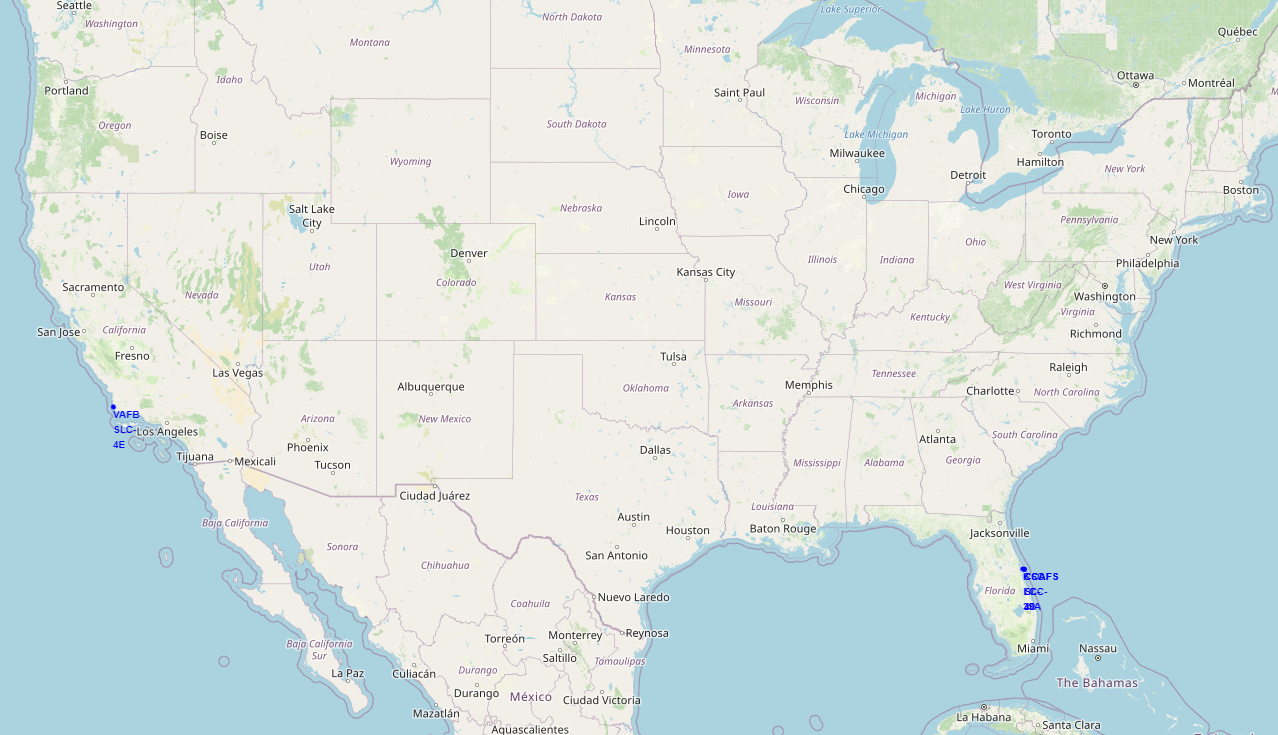 Seattle
Washington
North Dakota
Lake Superior
Québec
Montana
Minnesota
Ottawa
Montréal
Portland
Idaho
Saint Paul
Wisconsin
Michigan
Lake Huron
Oregon
Boise
South Dakota
Lake Michigan
Toronto
Milwaukee
Hamilton
Wyoming
Detroit
New York
Chicago
Boston
Nebraska
Iowa
Salt Lake
City
Lincoln
Pennsylvania
New York
Denver
Utah
Ohio
Illinois
Indiana
Philadelphia
Kansas City
Colorado
Sacramento
Nevada
Kansas
Missouri
West Virginia
Washington
Virginia
San Jose
California
Kentucky
Richmond
Fresno
Las Vegas
Tulsa
Raleigh
Tennessee
Albuquerque
Oklahoma
Memphis
Charlotte
North Carolina
VAFB
SLC-
4E
Los Angeles
Arizona
New Mexico
Arkansas
South Carolina
Atlanta
Phoenix
Dallas
Tijuana
Mexicali
Tucson
Mississippi
Alabama
Georgia
Ciudad Juárez
Texas
Louisiana
Baja California
Austin
Houston
Baton Rouge
Jacksonville
Sonora
San Antonio
Chihuahua
Florida
Coahuila
Nuevo Laredo
Torreón
Monterrey
Reynosa
Baja California
Sur
Saltillo
Tamaulipas
Miami
Nassau
La Paz
Culiacán
Durango
The Bahamas
Durango
México
Ciudad Victoria
Mazatlán
La Habana
Santa Clara
Aguascalientes